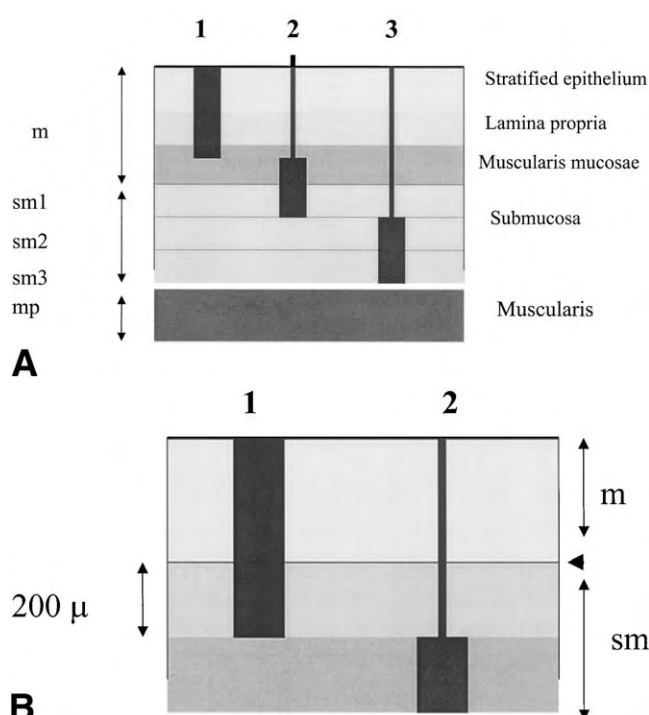 1 2 3
Stratified epithelium
Lamina propria
m
Muscularis mucosae
sm1
Submucosa
sm2
sm3
mp
Muscularis
A
1 2
m
200 μ
sm
B